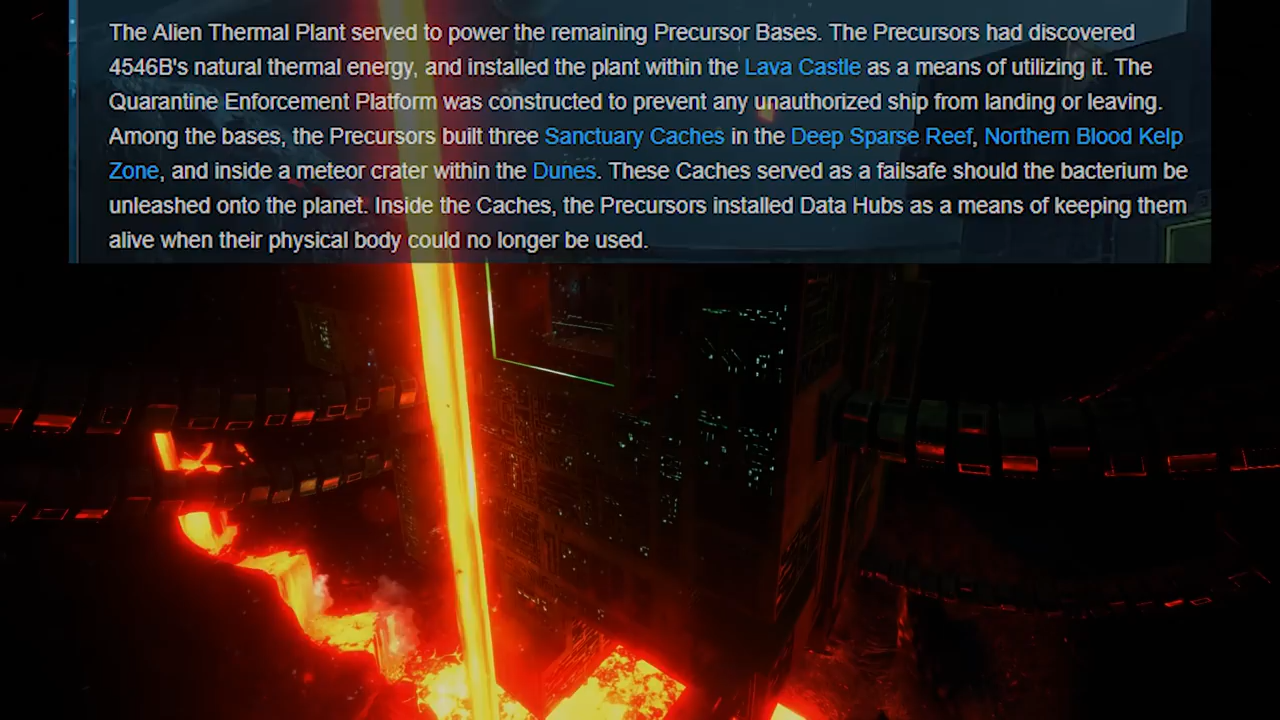 The Alien Thermal Plant served to power the remaining Precursor Bases. The Precursors had discovered
4546B's natural thermal energy, and installed the plant within the Lava Castle as a means of utilizing it. The
Quarantine Enforcement Platform was constructed to prevent any unauthorized ship from landing or leaving.
Among the bases, the Precursors built three Sanctuary Caches in the Deep Sparse Reef, Northern Blood Kelp
Zone, and inside a meteor crater within the Dunes. These Caches served as a failsafe should the bacterium be
unleashed onto the planet. Inside the Caches, the Precursors installed Data Hubs as a means of keeping them
alive when their physical body could no longer be used.